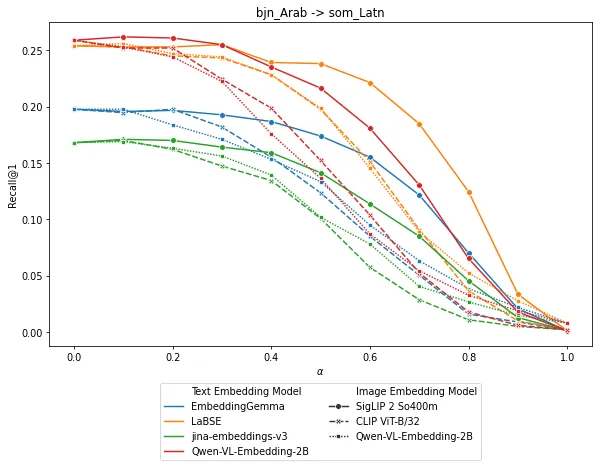 bjn_Arab -> som_Latn
Recall@1
0.25
0.20
0.15
0.10
0.05
0.00
0.0 0.2 0.4 0.6 0.8 1.0
α
Text Embedding Model Image Embedding Model
EmbeddingGemma SigLIP 2 So400m
LaBSE CLIP ViT-B/32
jina-embeddings-v3 Qwen-VL-Embedding-2B
Qwen-VL-Embedding-2B